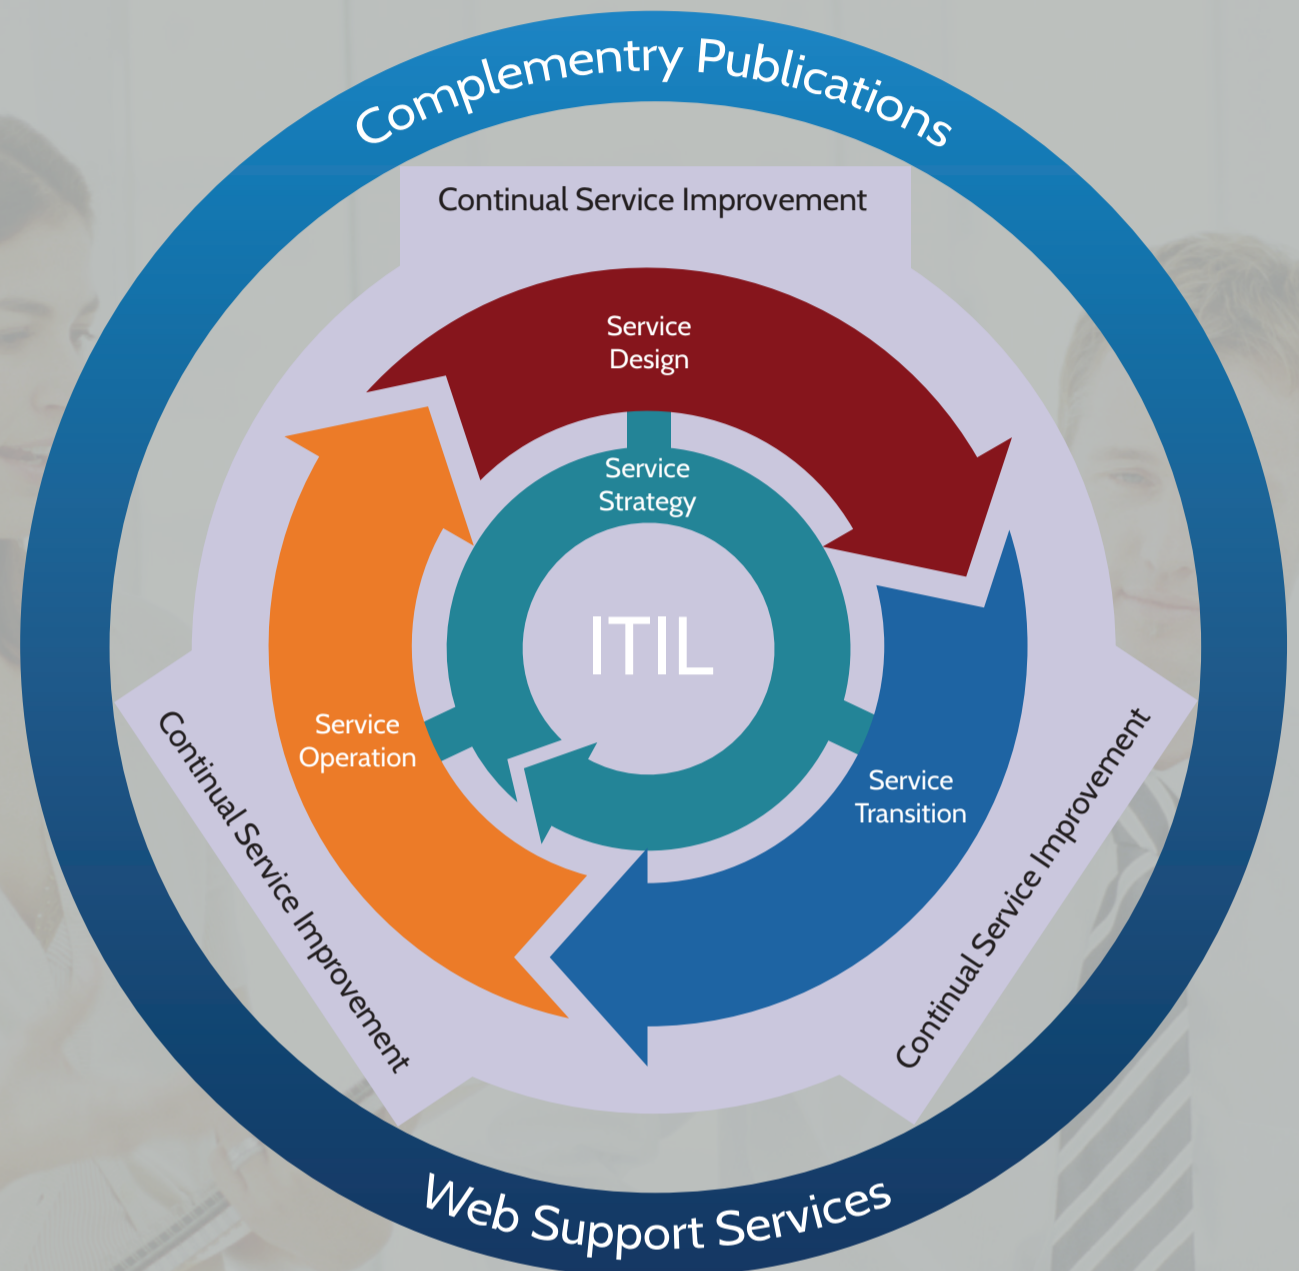 Complementry Publications
Continual Service Improvement
Service
Design
Service
Strategy
ITIL
Service
Operation
Service
Transition
Continual Service Improvement
Continual Service Improvement
Web Support Services